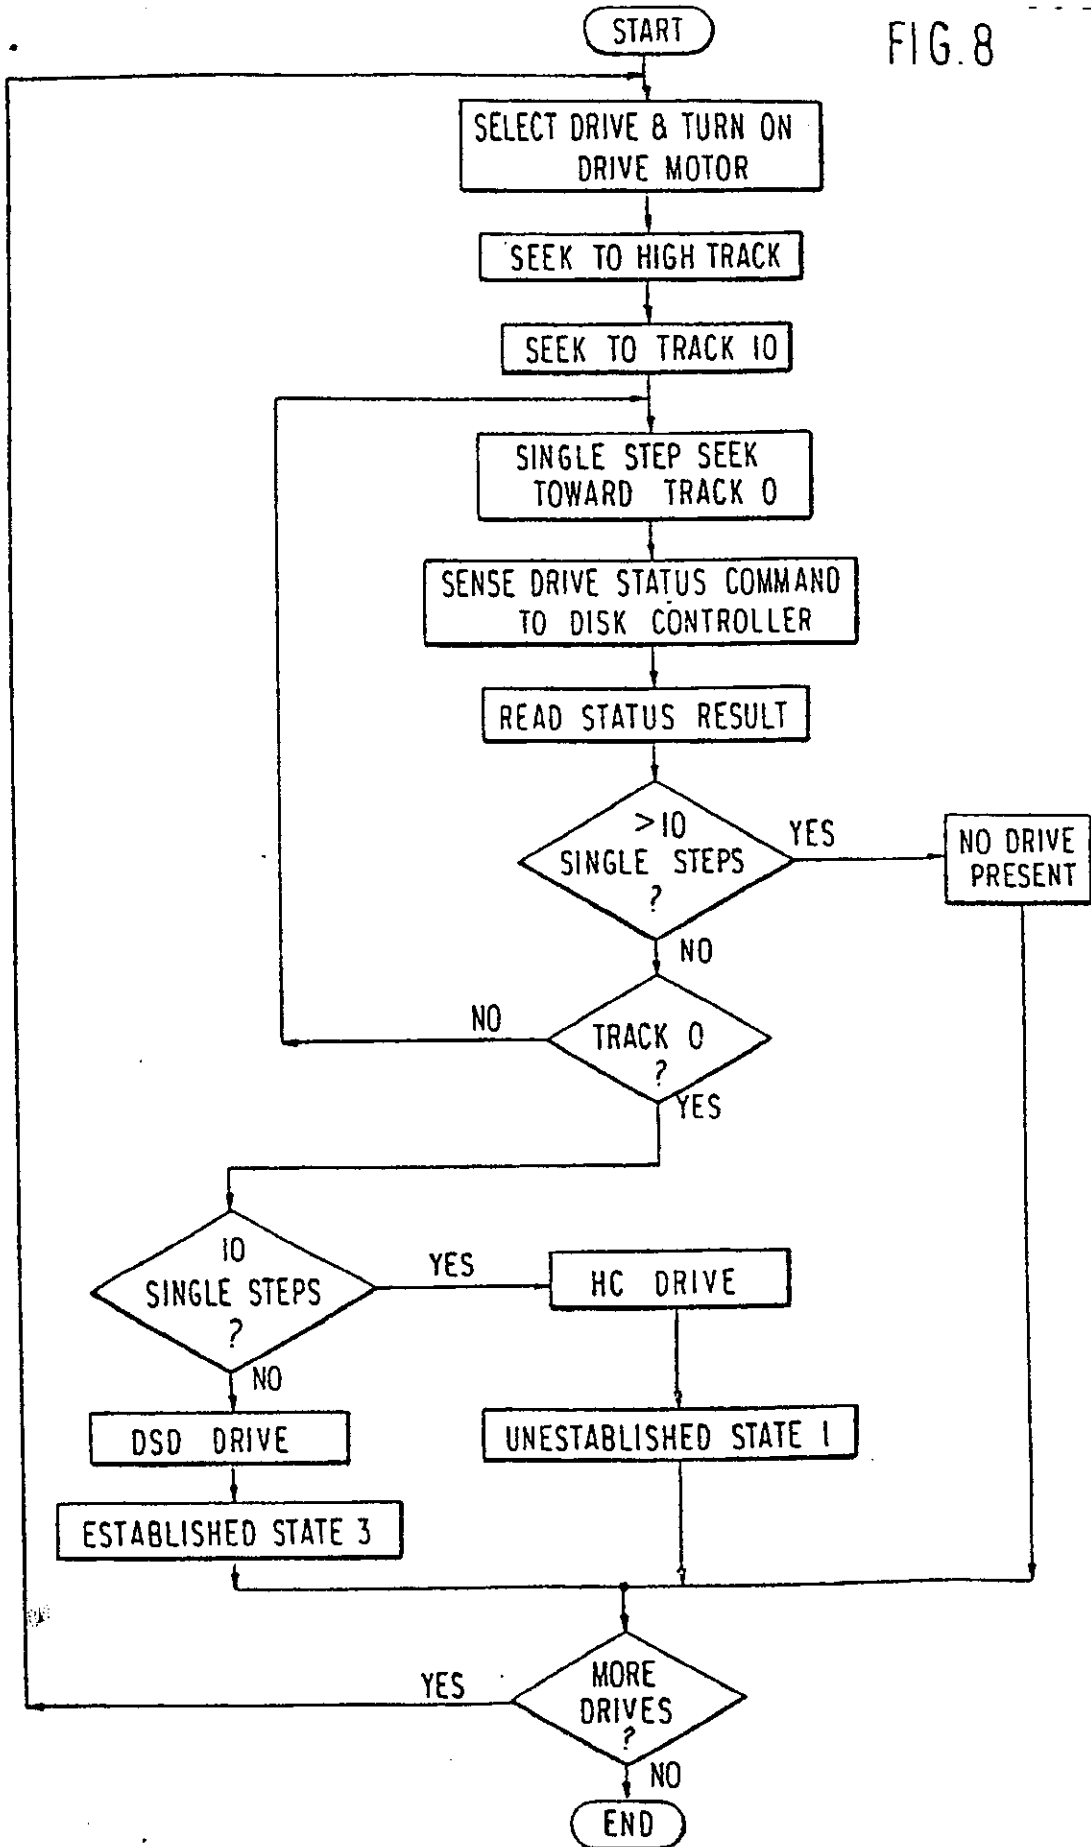 START
FIG.8
SELECT DRIVE & TURN ON
DRIVE MOTOR
SEEK TO HIGH TRACK
SEEK TO TRACK 10
SINGLE STEP SEEK
TOWARD TRACK 0
SENSE DRIVE STATUS COMMAND
TO DISK CONTROLLER
READ STATUS RESULT
>10
SINGLE STEPS
?
YES
NO DRIVE
PRESENT
NO
TRACK 0
?
NO
YES
10
SINGLE STEPS
?
YES
HC DRIVE
NO
DSD DRIVE
UNESTABLISHED STATE 1
ESTABLISHED STATE 3
MORE
DRIVES
?
YES
NO
END